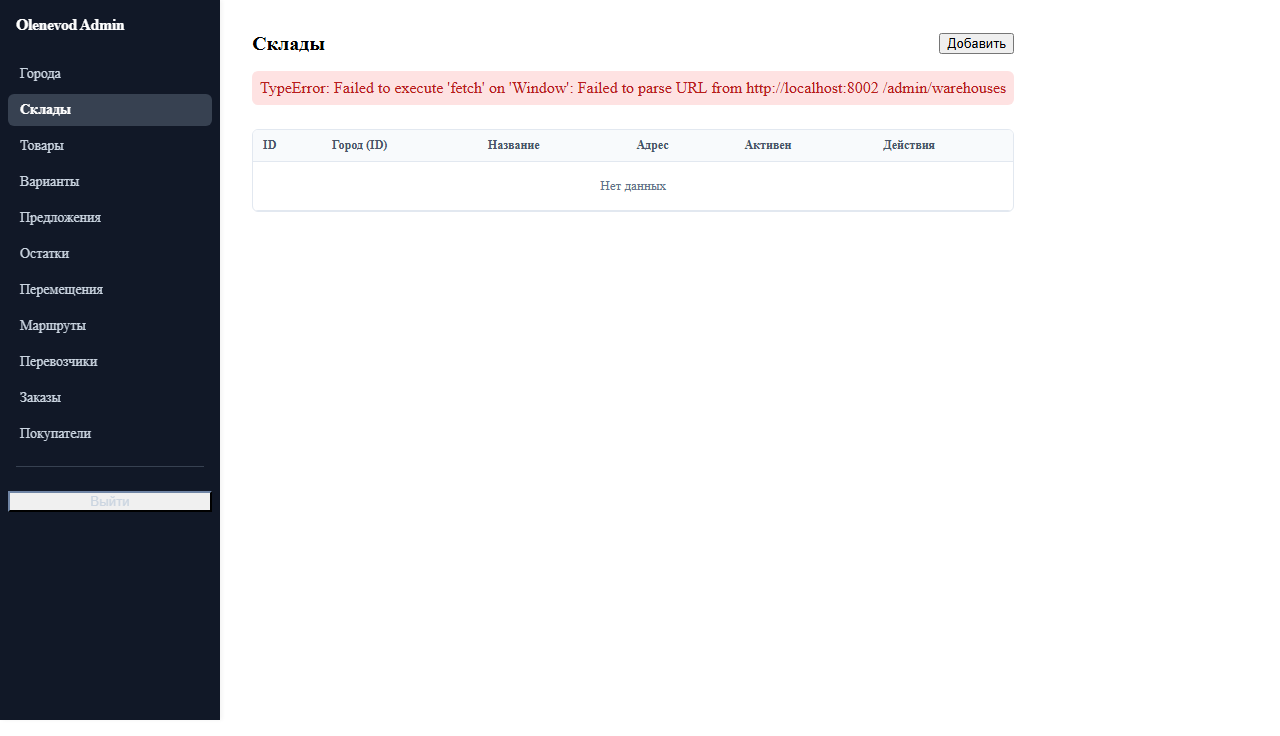 Olenevod Admin
Города
Склады
Товары
Варианты
Предложения
Остатки
Перемещения
Маршруты
Перевозчики
Заказы
Покупатели
Выйти
Склады
Добавить
TypeError: Failed to execute 'fetch' on 'Window': Failed to parse URL from http://localhost:8002 /admin/warehouses
ID Город (ID) Название Адрес Активен Действия
Нет данных